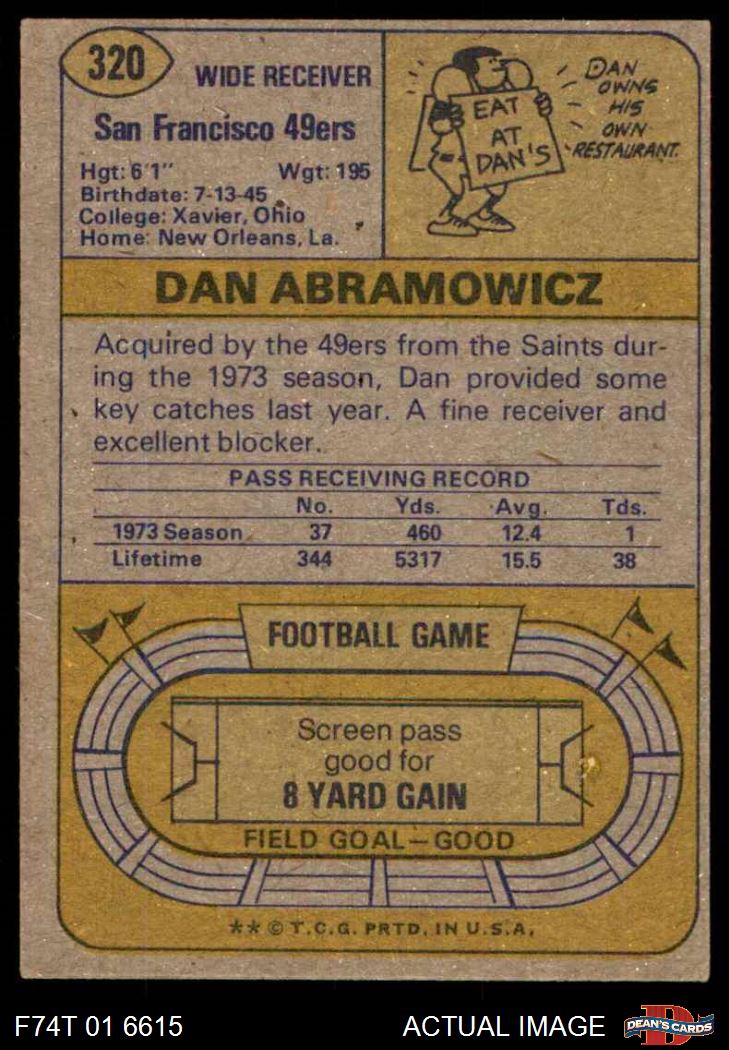 320
WIDE RECEIVER
San Francisco 49ers
Hgt: 6'1" Wgt: 195
Birthdate: 7-13-45
College: Xavier, Ohio
Home: New Orleans, La.
EAT
AT
DAN'S
DAN
OWNS
HIS
OWN
RESTAURANT.
DAN ABRAMOWICZ
Acquired by the 49ers from the Saints dur-
ing the 1973 season, Dan provided some
key catches last year. A fine receiver and
excellent blocker.
PASS RECEIVING RECORD
No. Yds. Avg. Tds.
1973 Season 37 460 12.4 1
Lifetime 344 5317 15.5 38
FOOTBALL GAME
Screen pass
good for
8 YARD GAIN
FIELD GOAL—GOOD
** © T.C.G. PRTD. IN U.S.A.
F74T 01 6615 ACTUAL IMAGE
D
DEAN'S CARDS